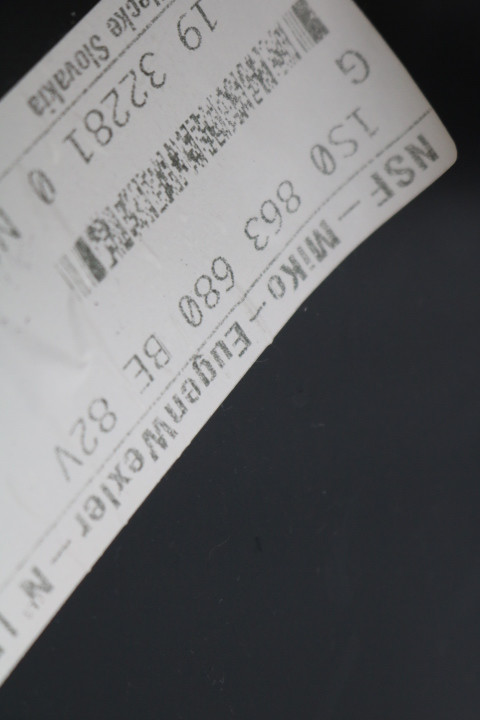 NSF – MiKo – EugenWexler – N
1S0 863 680 BE 82V
G
19 32281 0 N
Slovakia